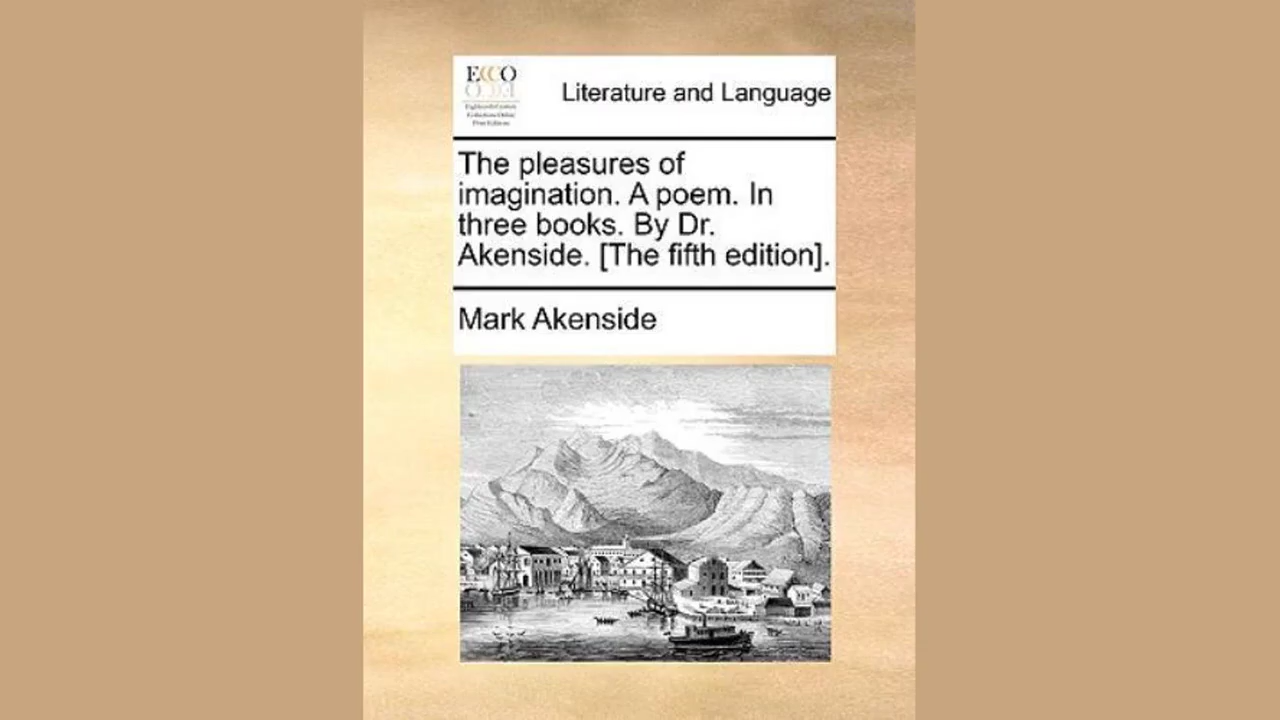 ECCO
Literature and Language
Eighteenth Century
Collections Online
Print Editions
The pleasures of
imagination. A poem. In
three books. By Dr.
Akenside. [The fifth edition].
Mark Akenside